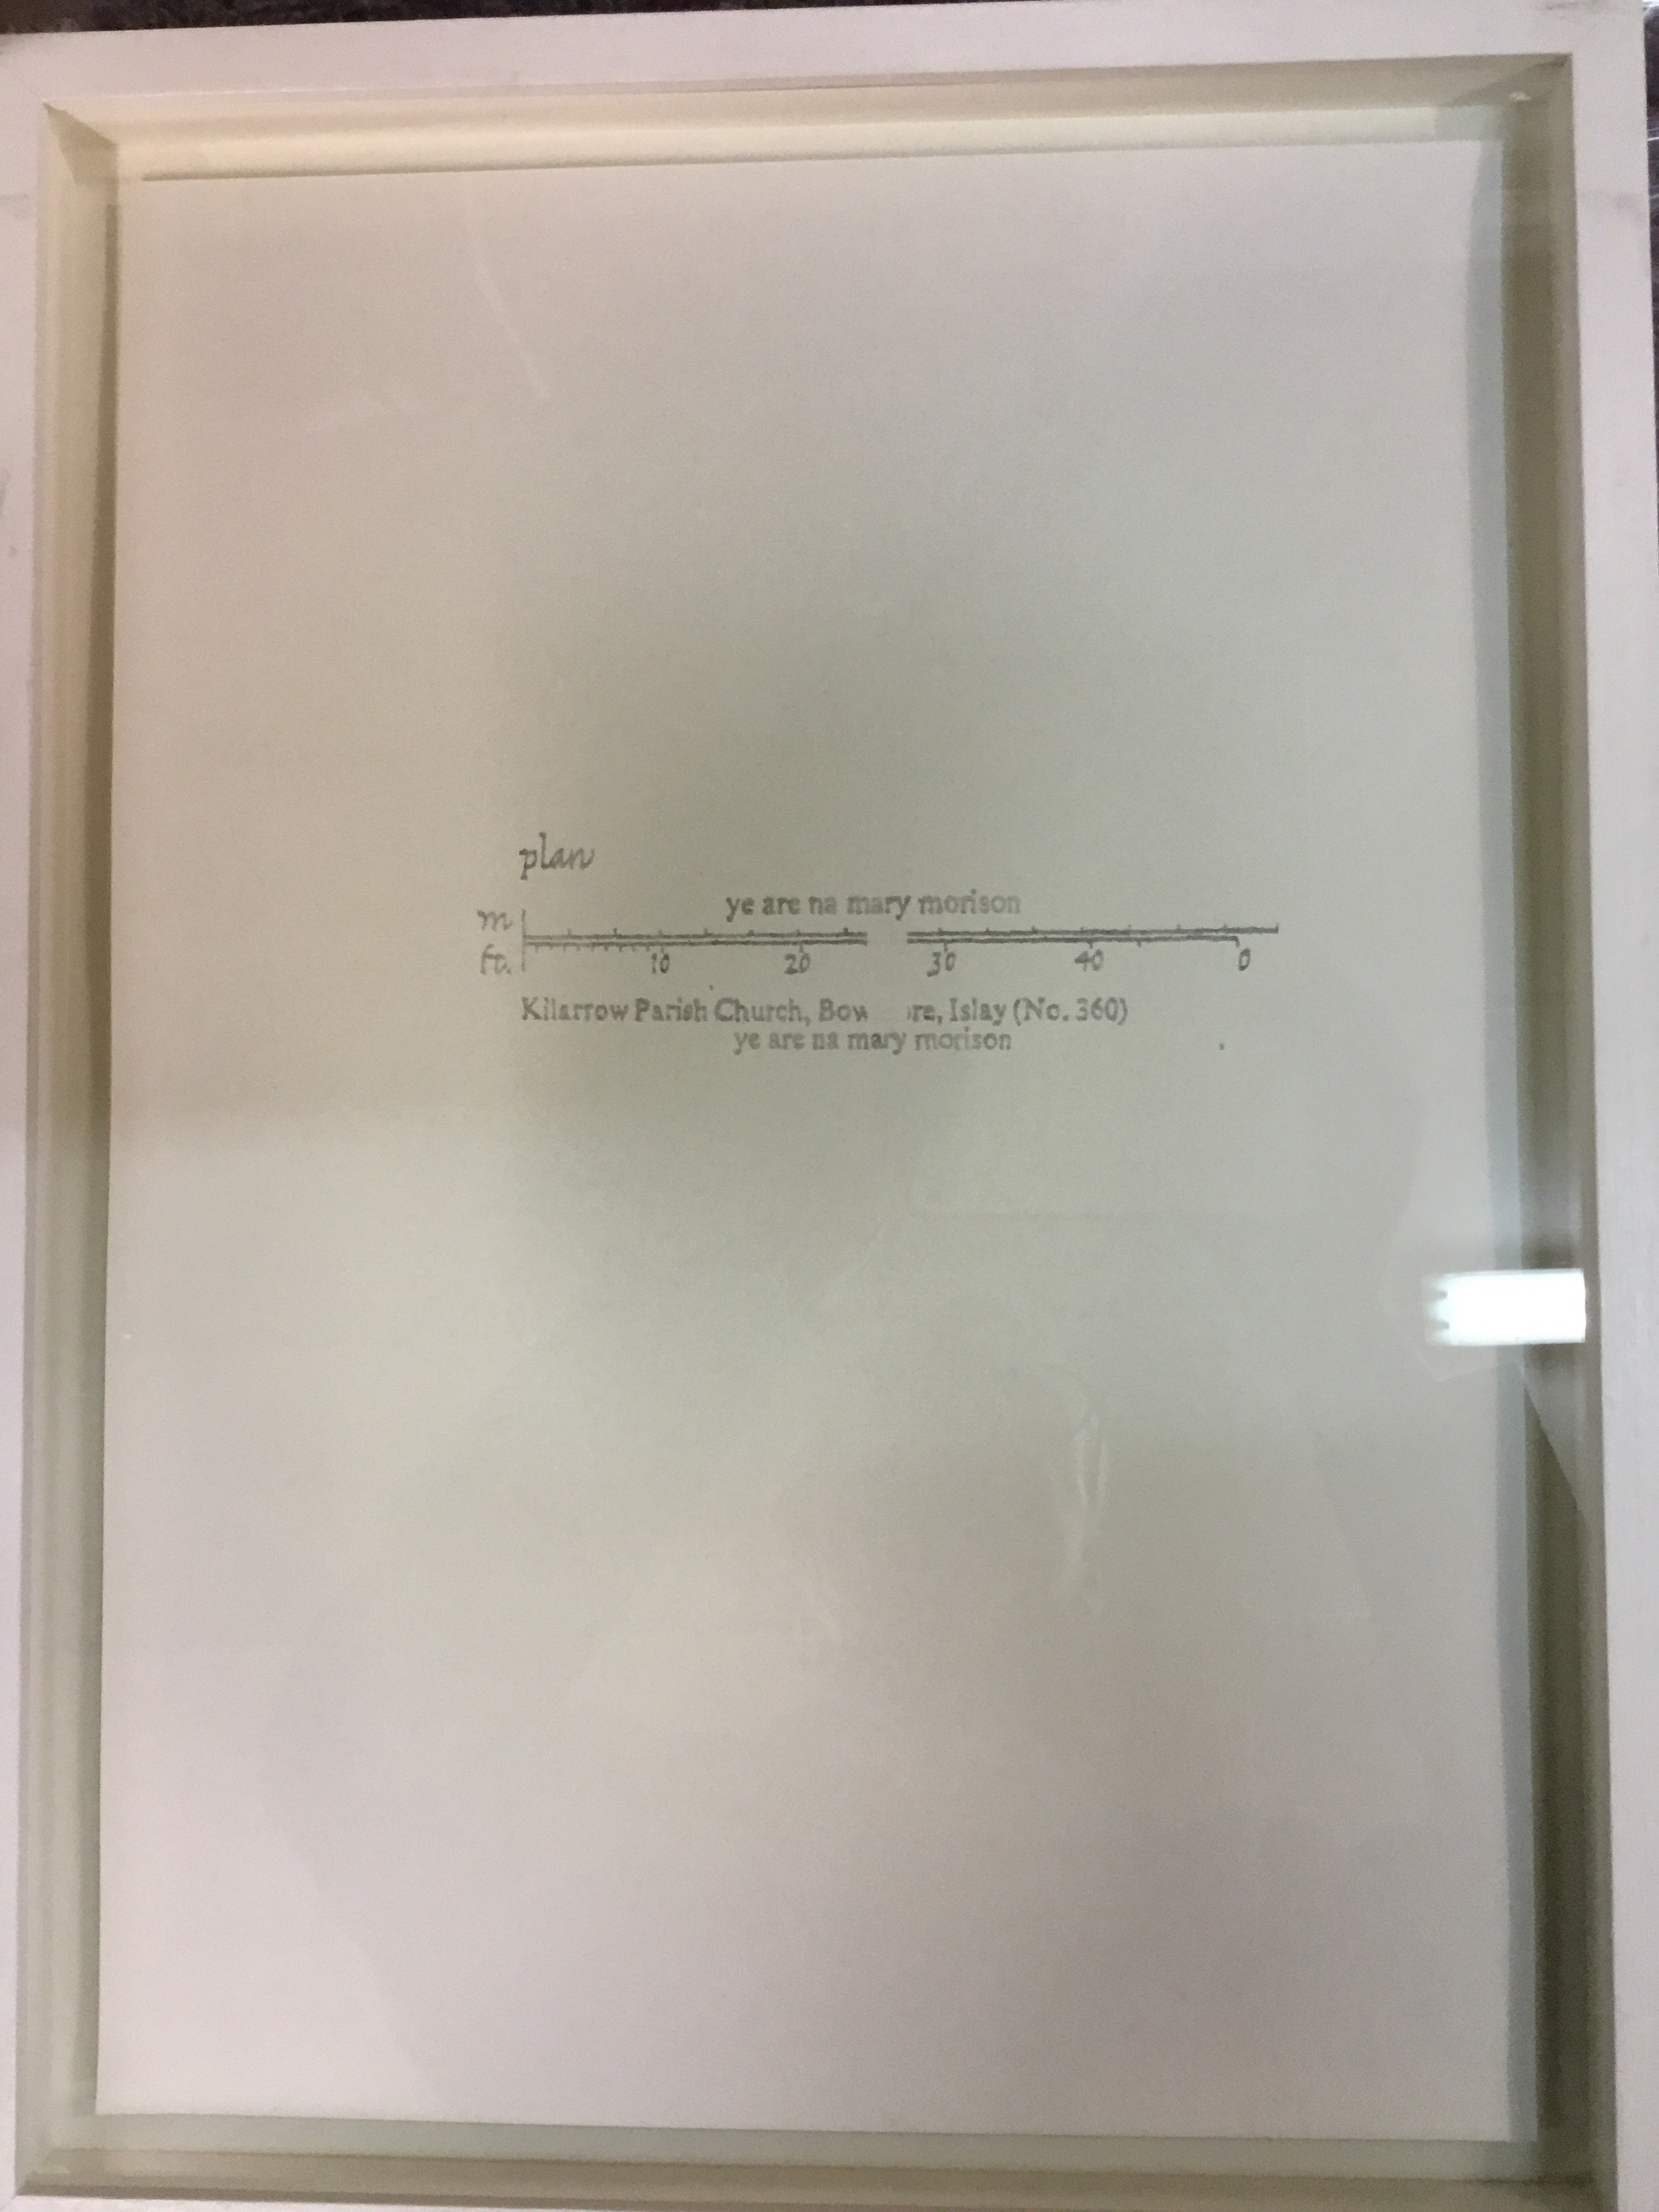 plan
ye are na mary morison
m
ft. 10 20 30 40 0
Kilarrow Parish Church, Bow re, Islay (No. 360)
ye are na mary morison